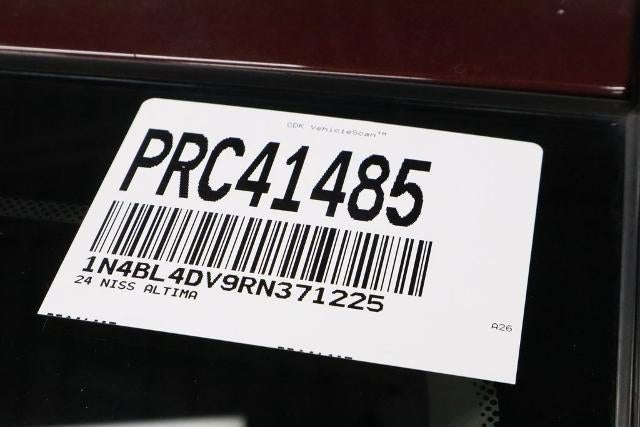 CDK VehicleScan™
PRC41485
1N4BL4DV9RN371225
24 NISS ALTIMA
A26